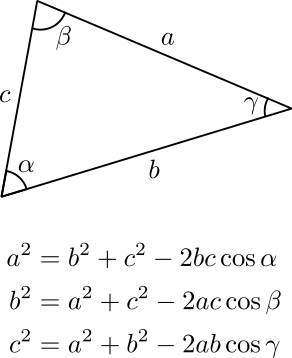 a
β
c
γ
α
b
a² = b² + c² − 2bc cos α
b² = a² + c² − 2ac cos β
c² = a² + b² − 2ab cos γ